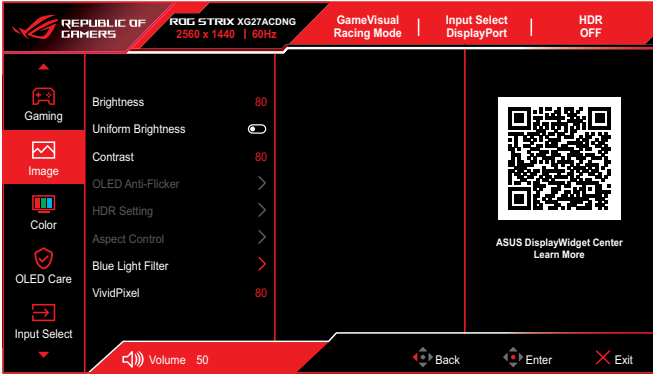 REPUBLIC OF
GAMERS
ROG STRIX XG27ACDNG
2560 x 1440 | 60Hz
GameVisual
Racing Mode
Input Select
DisplayPort
HDR
OFF
Gaming
Image
Color
OLED Care
Input Select
Brightness 80
Uniform Brightness
Contrast 80
OLED Anti-Flicker
HDR Setting
Aspect Control
Blue Light Filter
VividPixel 80
ASUS DisplayWidget Center
Learn More
Volume 50
Back
Enter
Exit